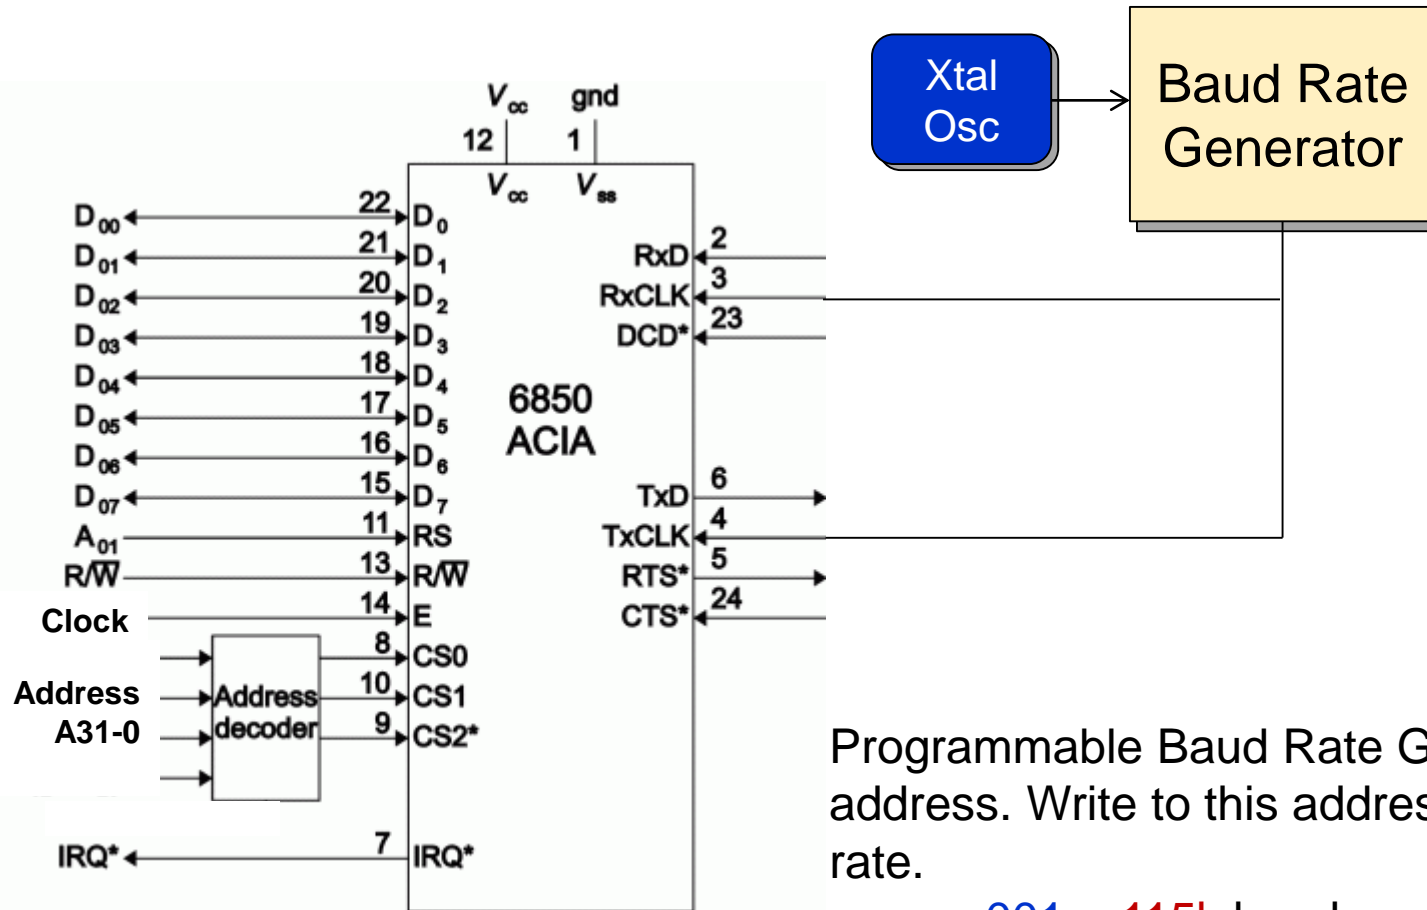 Xtal
Osc
Baud Rate
Generator
Vcc gnd
12 1
Vcc Vss
D00 22 D0
D01 21 D1
D02 20 D2
D03 19 D3
D04 18 D4
D05 17 D5
D06 16 D6
D07 15 D7
A01 11 RS
R/W̅ 13 R/W̅
Clock 14 E
8 CS0
Address 10 CS1
A31-0 9 CS2*
Address
decoder
IRQ* 7 IRQ*
6850
ACIA
RxD 2
RxCLK 3
DCD* 23
TxD 6
TxCLK 4
RTS* 5
CTS* 24
Programmable Baud Rate G
address. Write to this addres
rate.